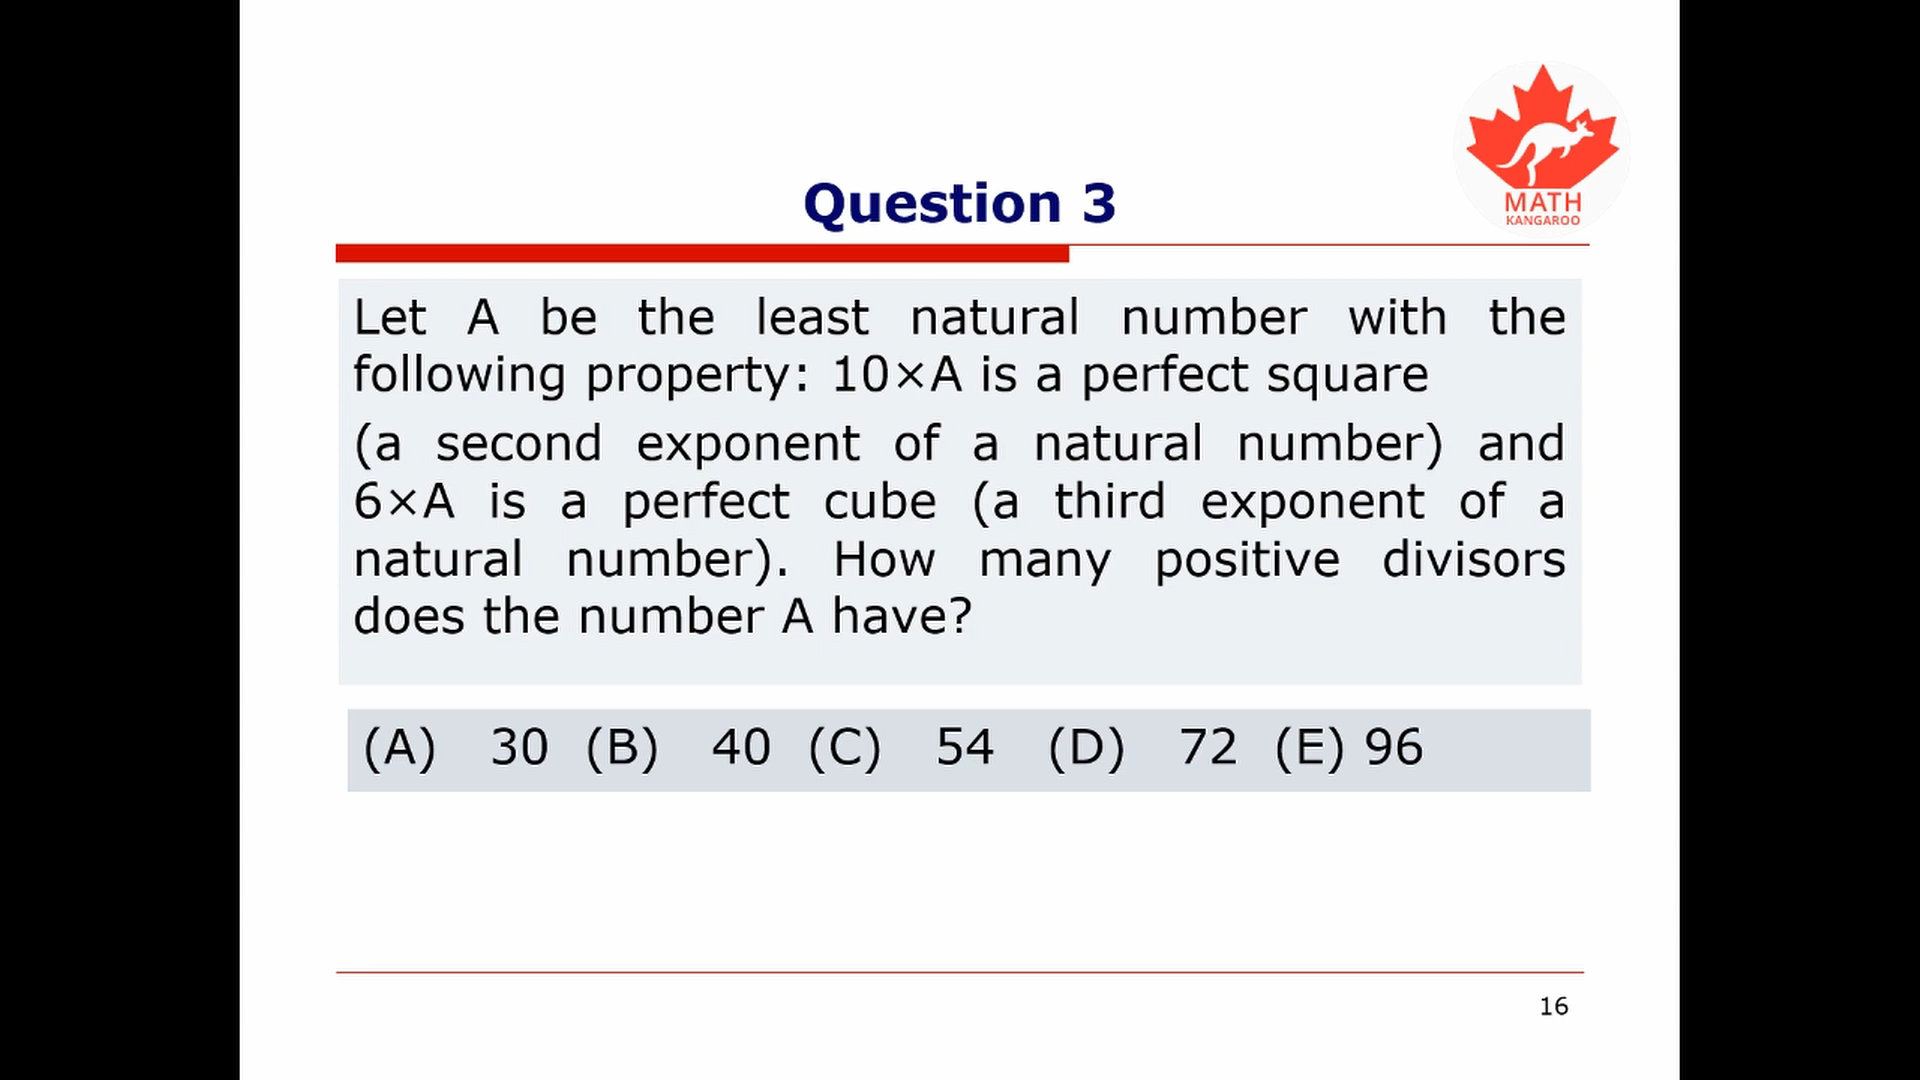 MATH
KANGAROO
Question 3
Let A be the least natural number with the
following property: 10×A is a perfect square
(a second exponent of a natural number) and
6×A is a perfect cube (a third exponent of a
natural number). How many positive divisors
does the number A have?
(A) 30 (B) 40 (C) 54 (D) 72 (E) 96
16